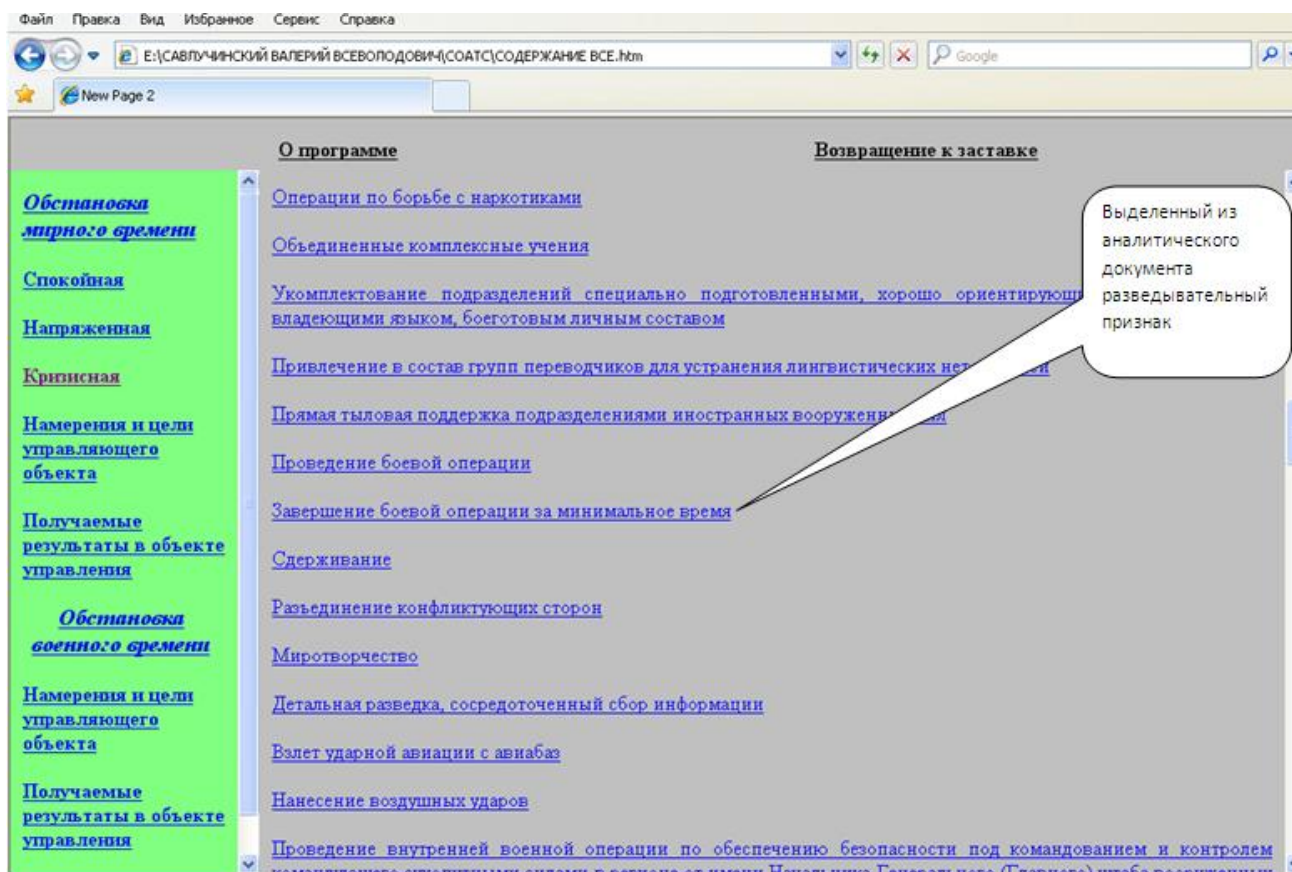 Файл Правка Вид Избранное Сервис Справка
E:\САВЛУЧИНСКИЙ ВАЛЕРИЙ ВСЕВОЛОДОВИЧ\СОАТС\СОДЕРЖАНИЕ ВСЕ.htm
Google
New Page 2
О программе
Возвращение к заставке
Обстановка
мирного времени
Спокойная
Напряженная
Кризисная
Намерения и цели
управляющего
объекта
Получаемые
результаты в объекте
управления
Обстановка
военного времени
Намерения и цели
управляющего
объекта
Получаемые
результаты в объекте
управления
Операции по борьбе с наркотиками
Объединенные комплексные учения
Укомплектование подразделений специально подготовленными, хорошо
владеющими языком, боеготовым личным составом
Привлечение в состав групп переводчиков для устранения лингвистических
Прямая тыловая поддержка подразделениями иностранных
Проведение боевой операции
Завершение боевой операции за минимальное время
Сдерживание
Разъединение конфликтующих сторон
Миротворчество
Детальная разведка, сосредоточенный сбор информации
Взлет ударной авиации с авиабаз
Нанесение воздушных ударов
Проведение внутренней военной операции по обеспечению безопасности под командованием и контролем
Выделенный из
аналитического
документа
разведывательный
признак